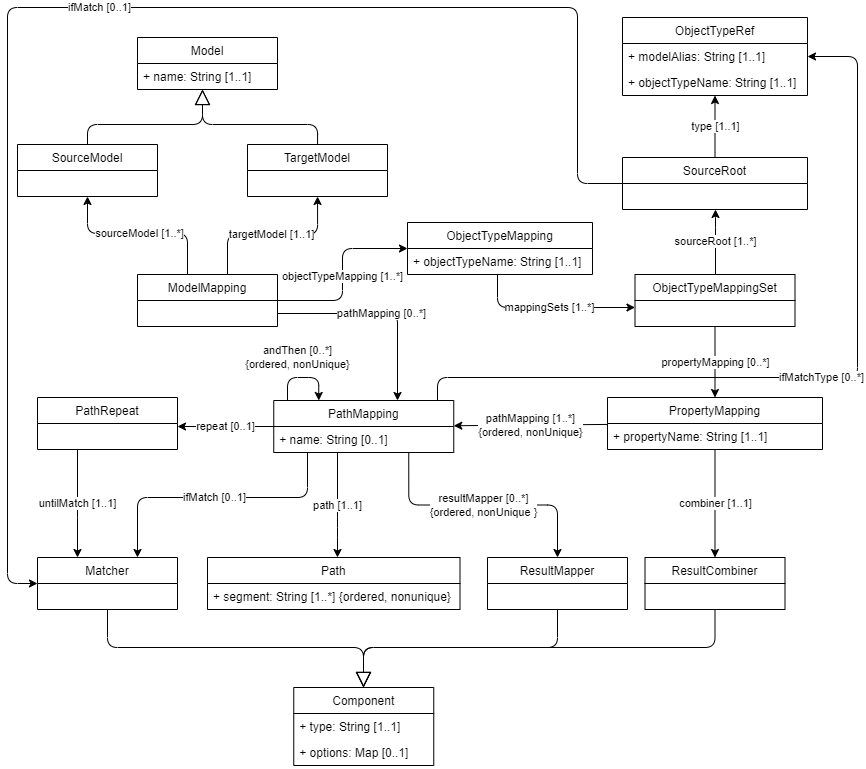 ifMatch [0..1]
ObjectTypeRef
+ modelAlias: String [1..1]
+ objectTypeName: String [1..1]
Model
+ name: String [1..1]
type [1..1]
SourceModel
TargetModel
SourceRoot
sourceModel [1..*]
targetModel [1..1]
ObjectTypeMapping
+ objectTypeName: String [1..1]
sourceRoot [1..*]
objectTypeMapping [1..*]
ModelMapping
ObjectTypeMappingSet
mappingSets [1..*]
pathMapping [0..*]
andThen [0..*]
{ordered, nonUnique}
propertyMapping [0..*]
ifMatchType [0..*]
PathRepeat
PathMapping
+ name: String [0..1]
repeat [0..1]
pathMapping [1..*]
{ordered, nonUnique}
PropertyMapping
+ propertyName: String [1..1]
untilMatch [1..1]
ifMatch [0..1]
path [1..1]
resultMapper [0..*]
{ordered, nonUnique }
combiner [1..1]
Matcher
Path
+ segment: String [1..*] {ordered, nonunique}
ResultMapper
ResultCombiner
Component
+ type: String [1..1]
+ options: Map [0..1]